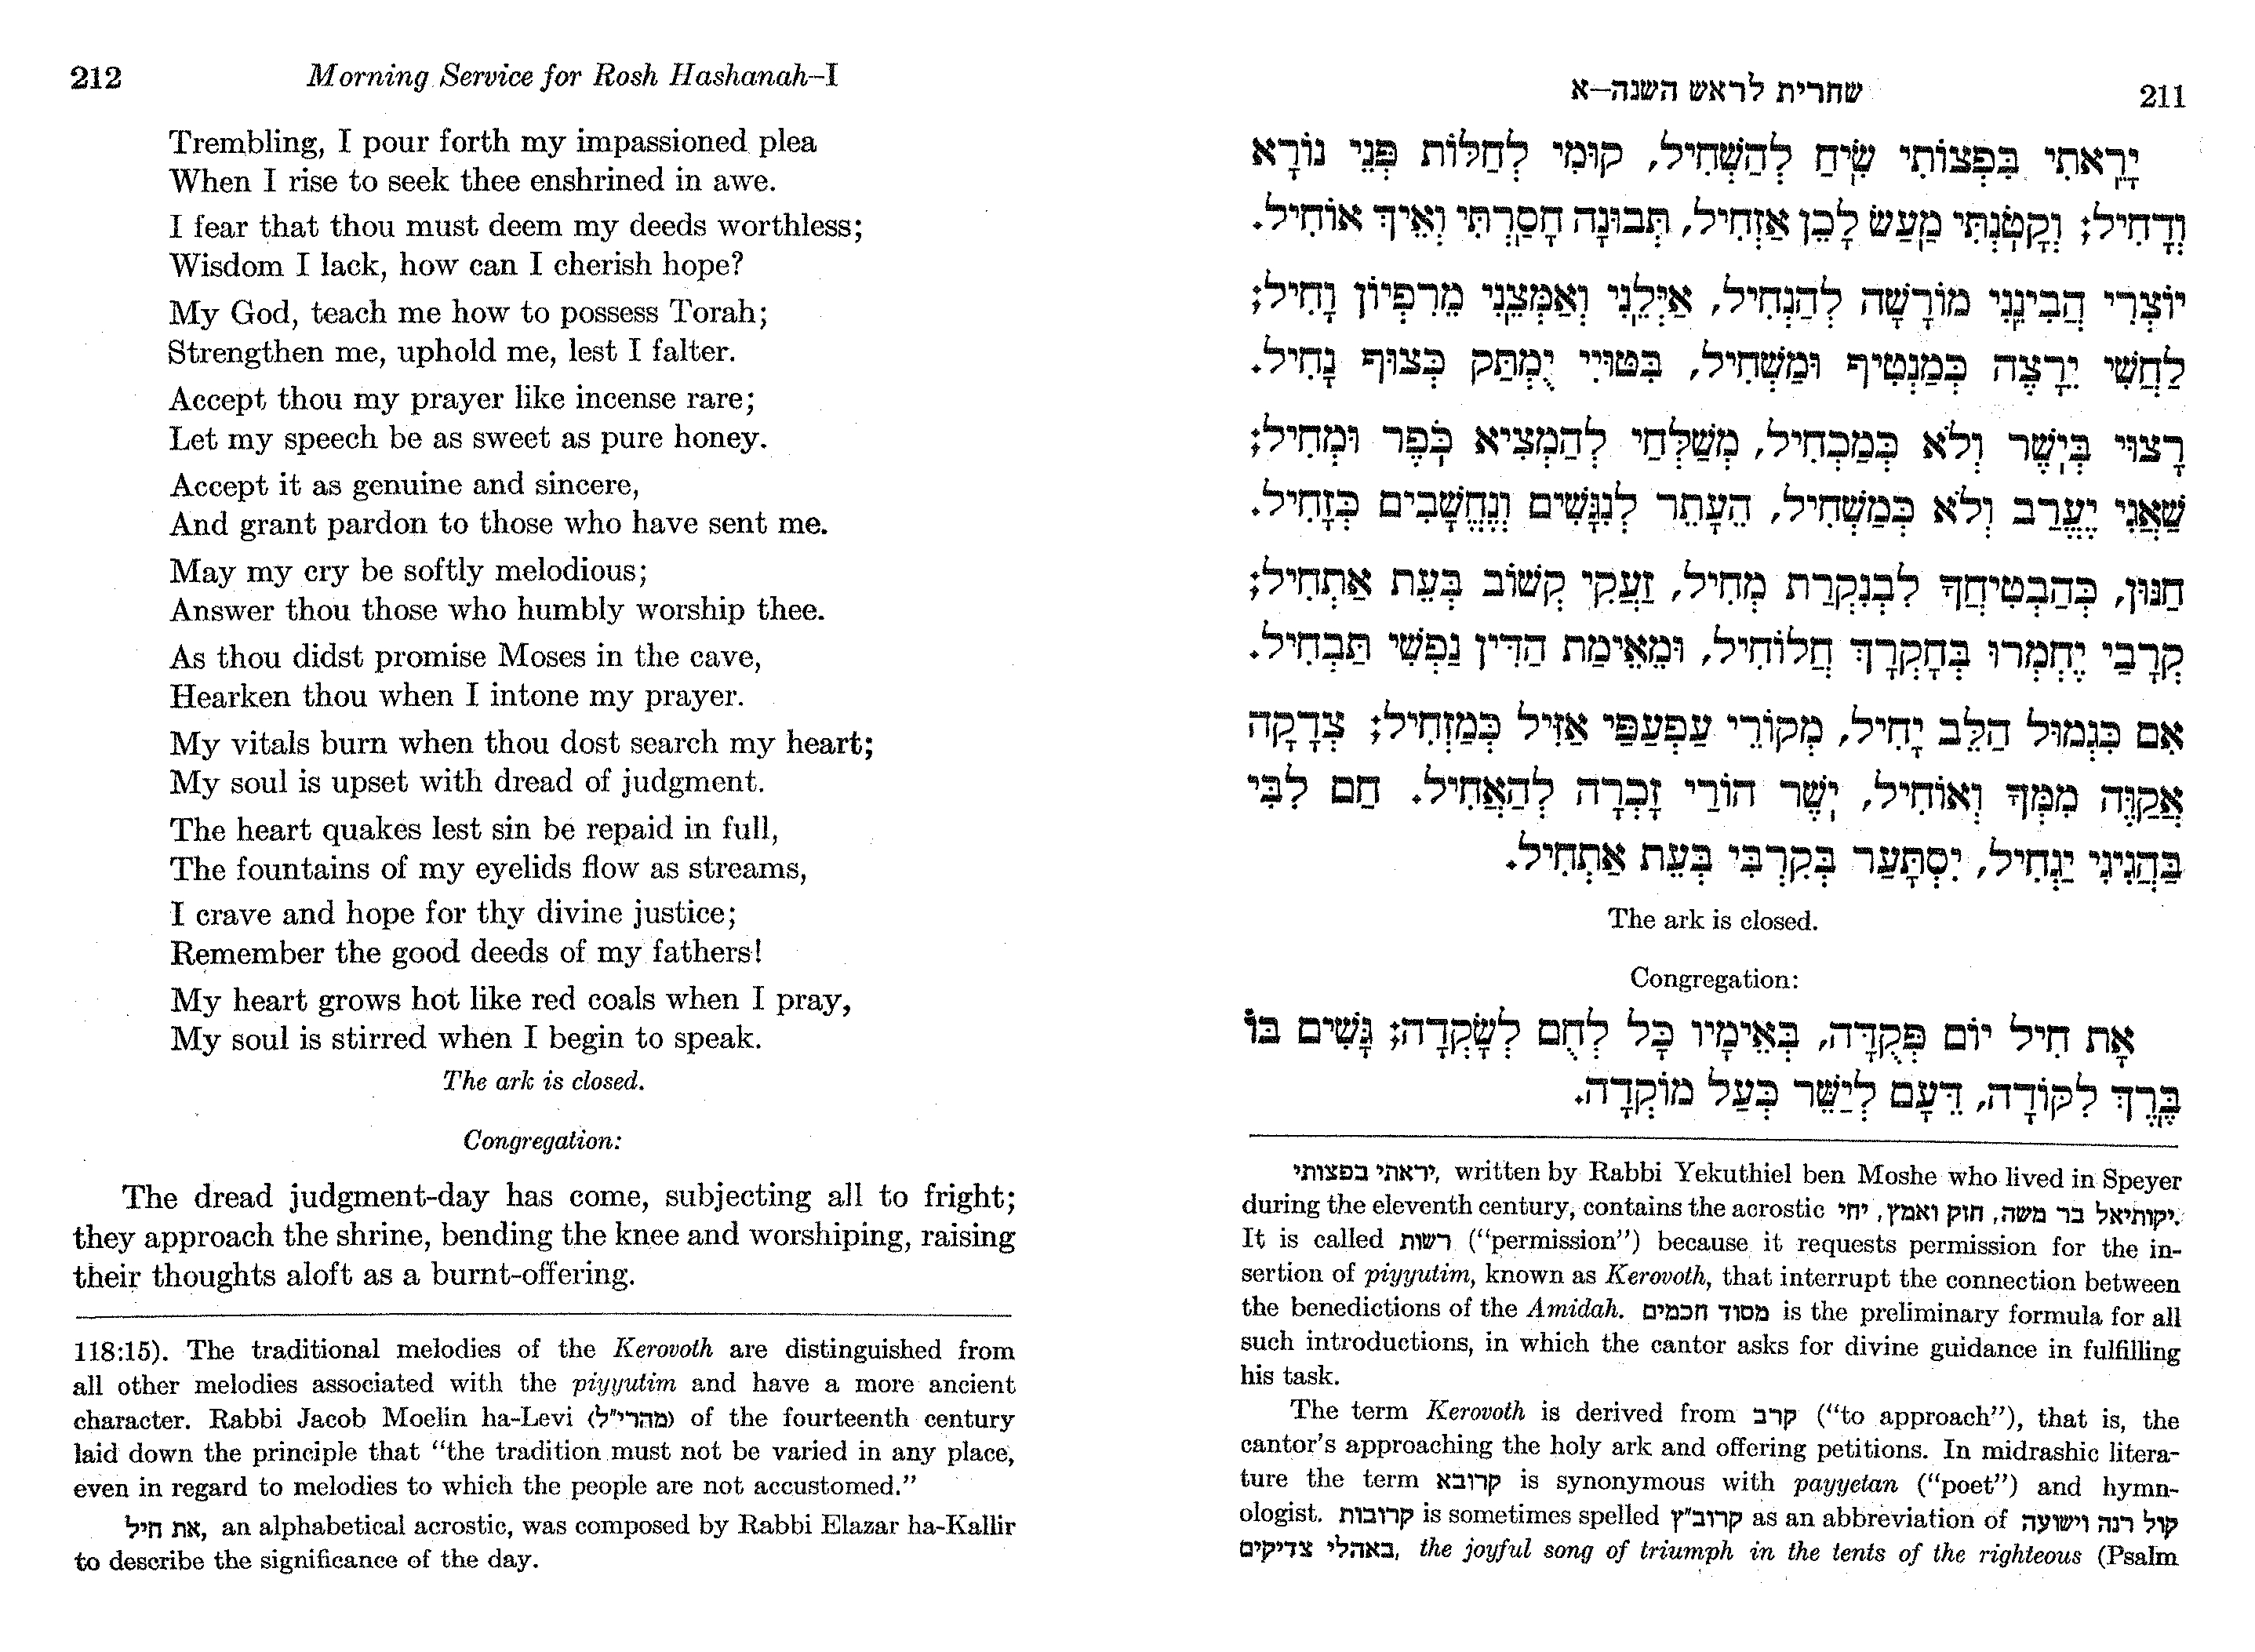 שחרית לראש השנה–א 211
יָרֵֽאתִי בִּפְצוֹתִי שִֽׂיחַ לְהַשְׁחִיל, קוּמִי לְחַלּוֹת פְּנֵי נוֹרָא
וְדָחִיל; וְקָטֹֽנְתִּי מַֽעַשׂ לָכֵן אַזְחִיל, תְּבוּנָה חָסַֽרְתִּי וְאֵיךְ אוֹחִיל.
יוֹצְרִי הֲבִינֵֽנִי מוֹרָשָׁה לְהַנְחִיל, אַיְּלֵֽנִי וְאַמְּצֵֽנִי מֵרִפְיוֹן וָחִיל;
לַחֲשִׁי יֵרָצֶה כְּמַנְטִיף וּמַשְׁחִיל, בִּטּוּיִי יֻמְתַּק כְּצוּף נָחִיל.
רָצוּי בְּיֽשֶׁר וְלֹא כְּמַכְחִיל, מְשַׁלְּחַי לְהַמְצִיא כֹּֽפֶר וּמְחִיל;
שַׁאֲגִי יֶעֱרַב וְלֹא כְּמַשְׁחִיל, הֵעָתֵר לְנִגָּשִׁים וְנֶחֱשָׁבִים כְּזָחִיל.
חַנּוּן, כְּהַבְטִיחֲךָ לִבְנִקְרַת מְחִיל, זַעֲקִי קְשׁוֹב בְּעֵת אַתְחִיל;
קְרָבַי יֶחְמְרוּ בְּחָקְרָךְ חֲלוֹחִיל, וּמֵאֵימַת הַדִּין נַפְשִׁי תַּבְחִיל.
אִם כִּגְמוּל הַלֵּב יָחִיל, מְקוֹרֵי עַפְעַפַּי אַזִּיל כְּמַזְחִיל; צְדָקָה
אֲקַוֶּה מִמְּךָ וְאוֹחִיל, יֽשֶׁר הוֹרַי זָכְרָה לְהַאֲחִיל. חַם לִבִּי
בַּהֲגִיגִי יַגְחִיל, יִסְתָּעַר בְּקִרְבִּי בְּעֵת אַתְחִיל.
The ark is closed.
Congregation:
אָֽת חִיל יוֹם פְּקֻדָּה, בְּאֵימָיו כָּל לְחֻם לְשָׁקְדָה; גָּשִׁים בּוֹ
בֶּֽרֶךְ לִקּוֹדָה, דֵּעָם לְיַשֵּׁר כְּעַל מוֹקְדָה.
יראתי בפצותי, written by Rabbi Yekuthiel ben Moshe who lived in Speyer
during the eleventh century, contains the acrostic יקותיאל בר משה, חזק ואמץ, יחי.
It is called רשות (“permission”) because it requests permission for the in-
sertion of piyyutim, known as Kerovoth, that interrupt the connection between
the benedictions of the Amidah. מסוד חכמים is the preliminary formula for all
such introductions, in which the cantor asks for divine guidance in fulfilling
his task.
The term Kerovoth is derived from קרב (“to approach”), that is, the
cantor's approaching the holy ark and offering petitions. In midrashic litera-
ture the term קרובא is synonymous with payyetan (“poet”) and hymn-
ologist. קרובות is sometimes spelled קרוב״ץ as an abbreviation of קול רנה וישועה
באהלי צדיקים, the joyful song of triumph in the tents of the righteous (Psalm
212 Morning Service for Rosh Hashanah–I
Trembling, I pour forth my impassioned plea
When I rise to seek thee enshrined in awe.
I fear that thou must deem my deeds worthless;
Wisdom I lack, how can I cherish hope?
My God, teach me how to possess Torah;
Strengthen me, uphold me, lest I falter.
Accept thou my prayer like incense rare;
Let my speech be as sweet as pure honey.
Accept it as genuine and sincere,
And grant pardon to those who have sent me.
May my cry be softly melodious;
Answer thou those who humbly worship thee.
As thou didst promise Moses in the cave,
Hearken thou when I intone my prayer.
My vitals burn when thou dost search my heart;
My soul is upset with dread of judgment.
The heart quakes lest sin be repaid in full,
The fountains of my eyelids flow as streams,
I crave and hope for thy divine justice;
Remember the good deeds of my fathers!
My heart grows hot like red coals when I pray,
My soul is stirred when I begin to speak.
The ark is closed.
Congregation:
The dread judgment-day has come, subjecting all to fright;
they approach the shrine, bending the knee and worshiping, raising
their thoughts aloft as a burnt-offering.
118:15). The traditional melodies of the Kerovoth are distinguished from
all other melodies associated with the piyyutim and have a more ancient
character. Rabbi Jacob Moelin ha-Levi (מהרי״ל) of the fourteenth century
laid down the principle that “the tradition must not be varied in any place,
even in regard to melodies to which the people are not accustomed.”
את חיל, an alphabetical acrostic, was composed by Rabbi Elazar ha-Kallir
to describe the significance of the day.